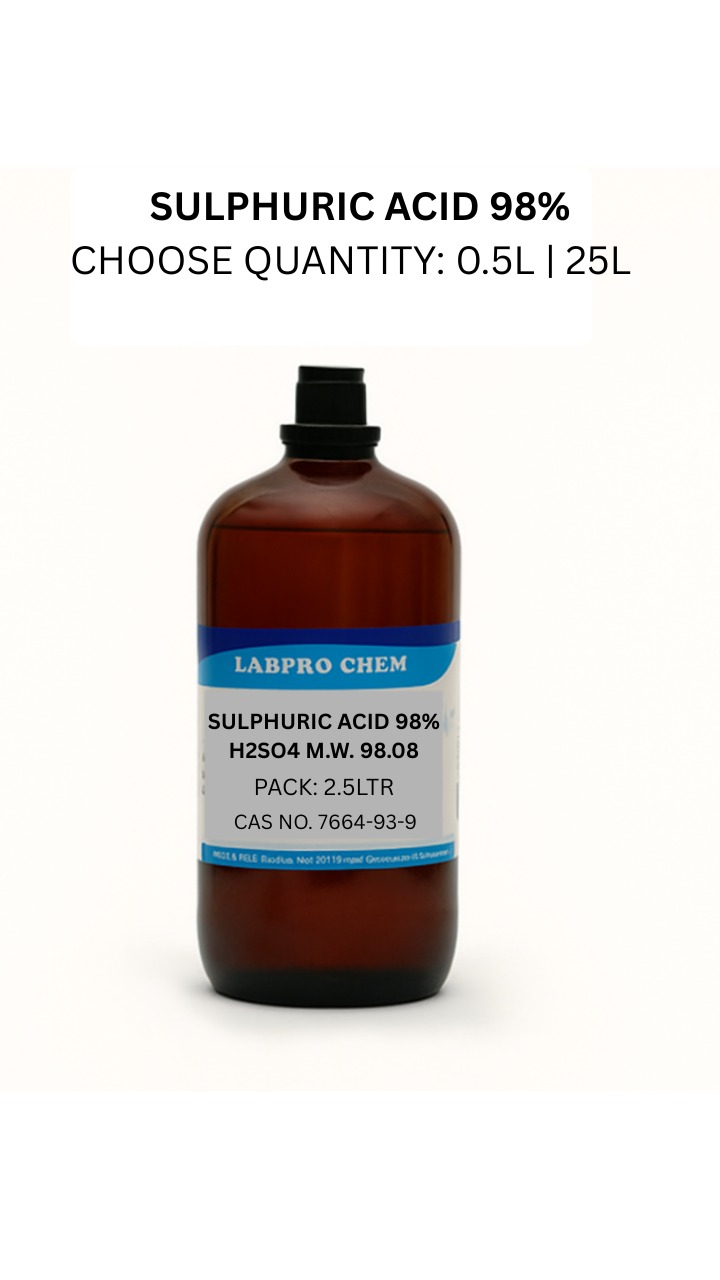 SULPHURIC ACID 98%
CHOOSE QUANTITY: 0.5L | 25L
LABPRO CHEM
SULPHURIC ACID 98%
H2SO4 M.W. 98.08
PACK: 2.5LTR
CAS NO. 7664-93-9